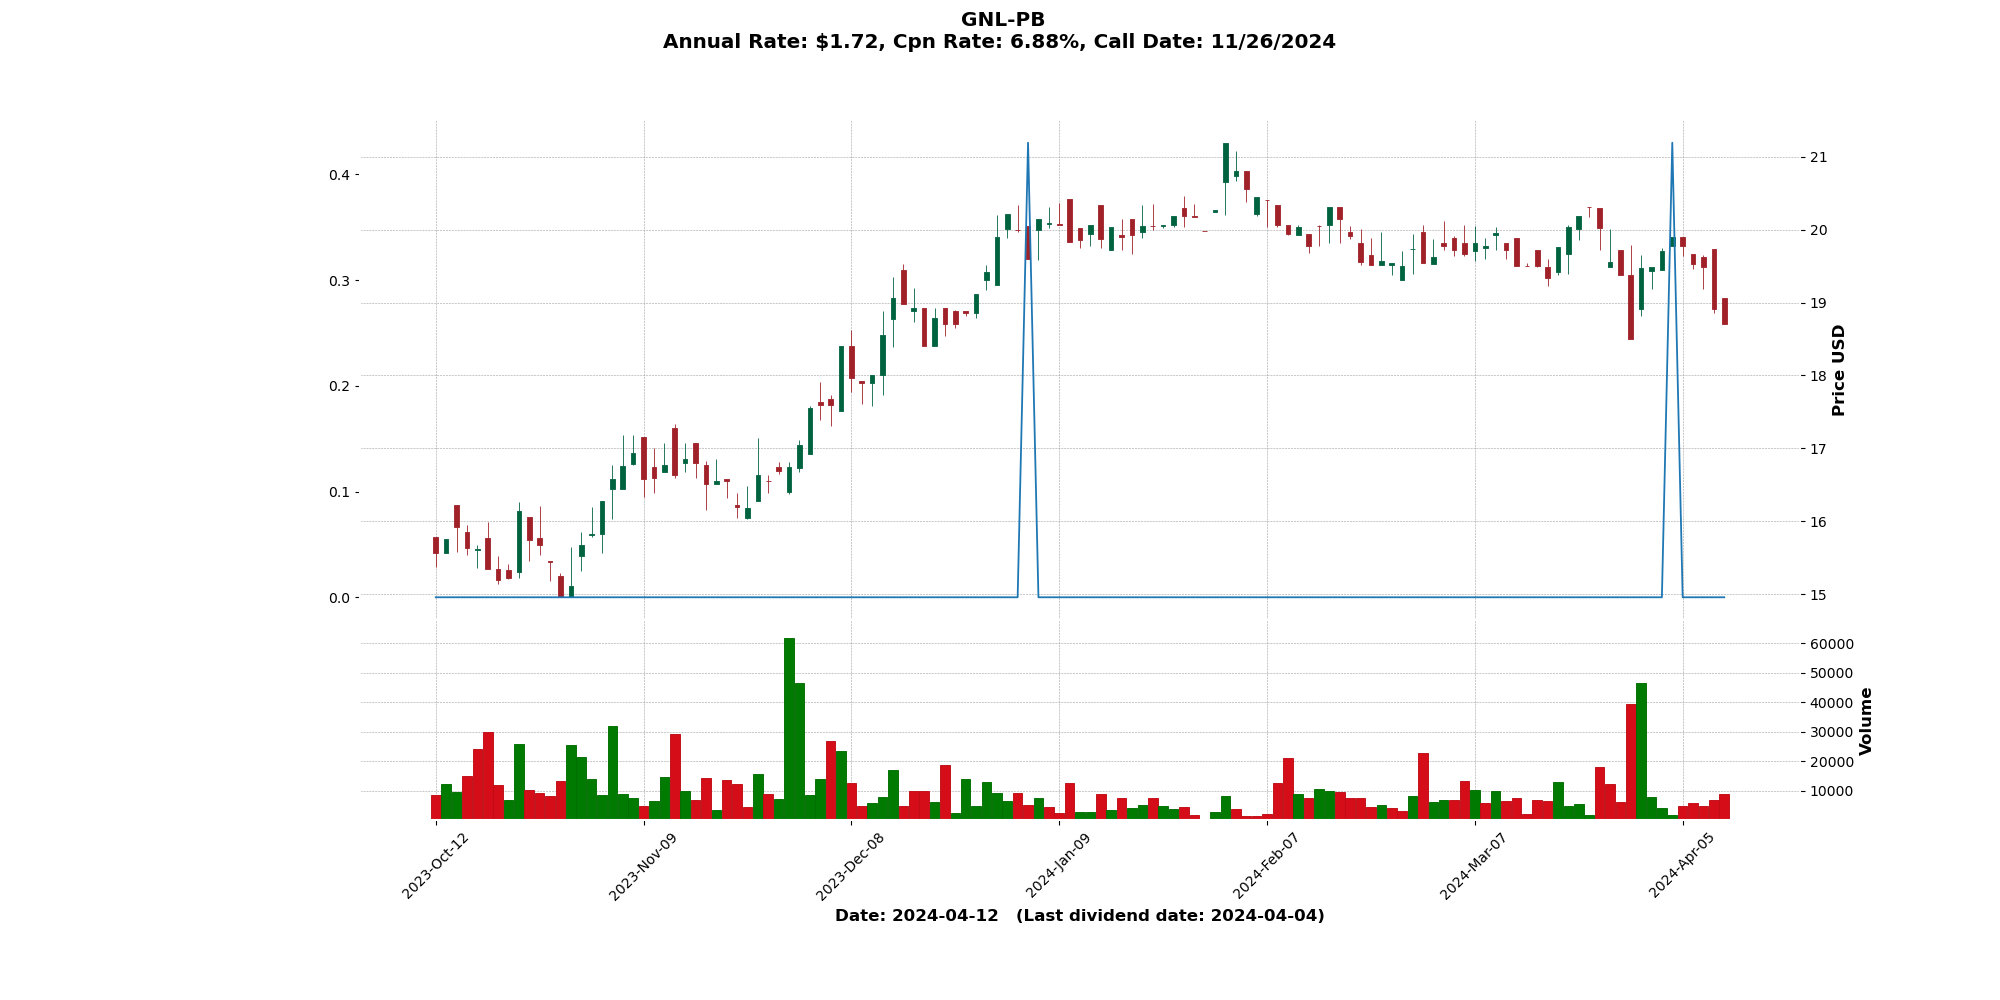 GNL-PB
Annual Rate: $1.72, Cpn Rate: 6.88%, Call Date: 11/26/2024
0.4
0.3
0.2
0.1
0.0
21
20
19
18
17
16
15
Price USD
60000
50000
40000
30000
20000
10000
Volume
2023-Oct-12
2023-Nov-09
2023-Dec-08
2024-Jan-09
2024-Feb-07
2024-Mar-07
2024-Apr-05
Date: 2024-04-12 (Last dividend date: 2024-04-04)